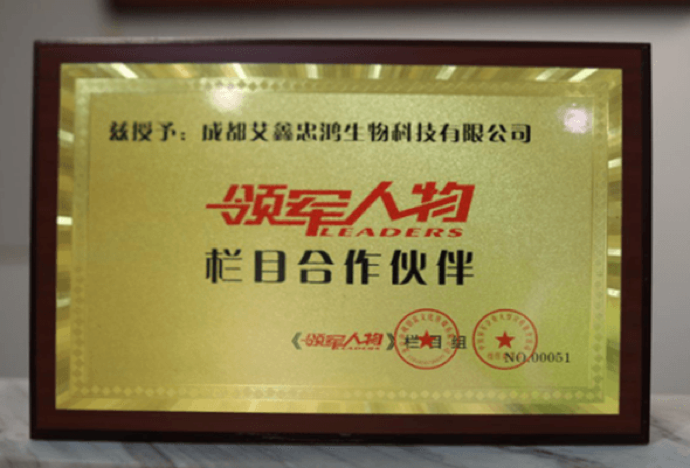 兹授予：成都艾鑫忠鸿生物科技有限公司
领军人物
LEADERS
栏目合作伙伴
《领军人物》栏目组
LEADERS
NO.00051